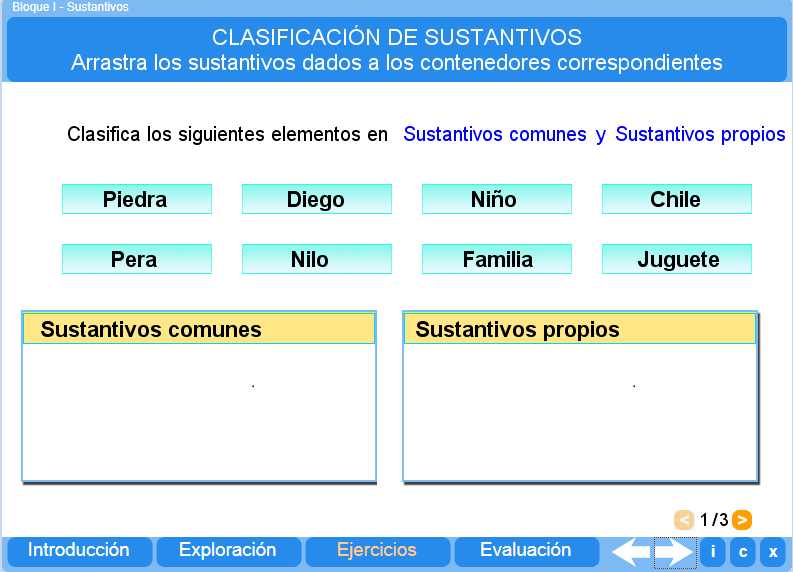 Bloque I - Sustantivos
CLASIFICACIÓN DE SUSTANTIVOS
Arrastra los sustantivos dados a los contenedores correspondientes
Clasifica los siguientes elementos en Sustantivos comunes y Sustantivos propios
Piedra Diego Niño Chile
Pera Nilo Familia Juguete
Sustantivos comunes Sustantivos propios
. .
< 1/3 >
Introducción Exploración Ejercicios Evaluación i c x